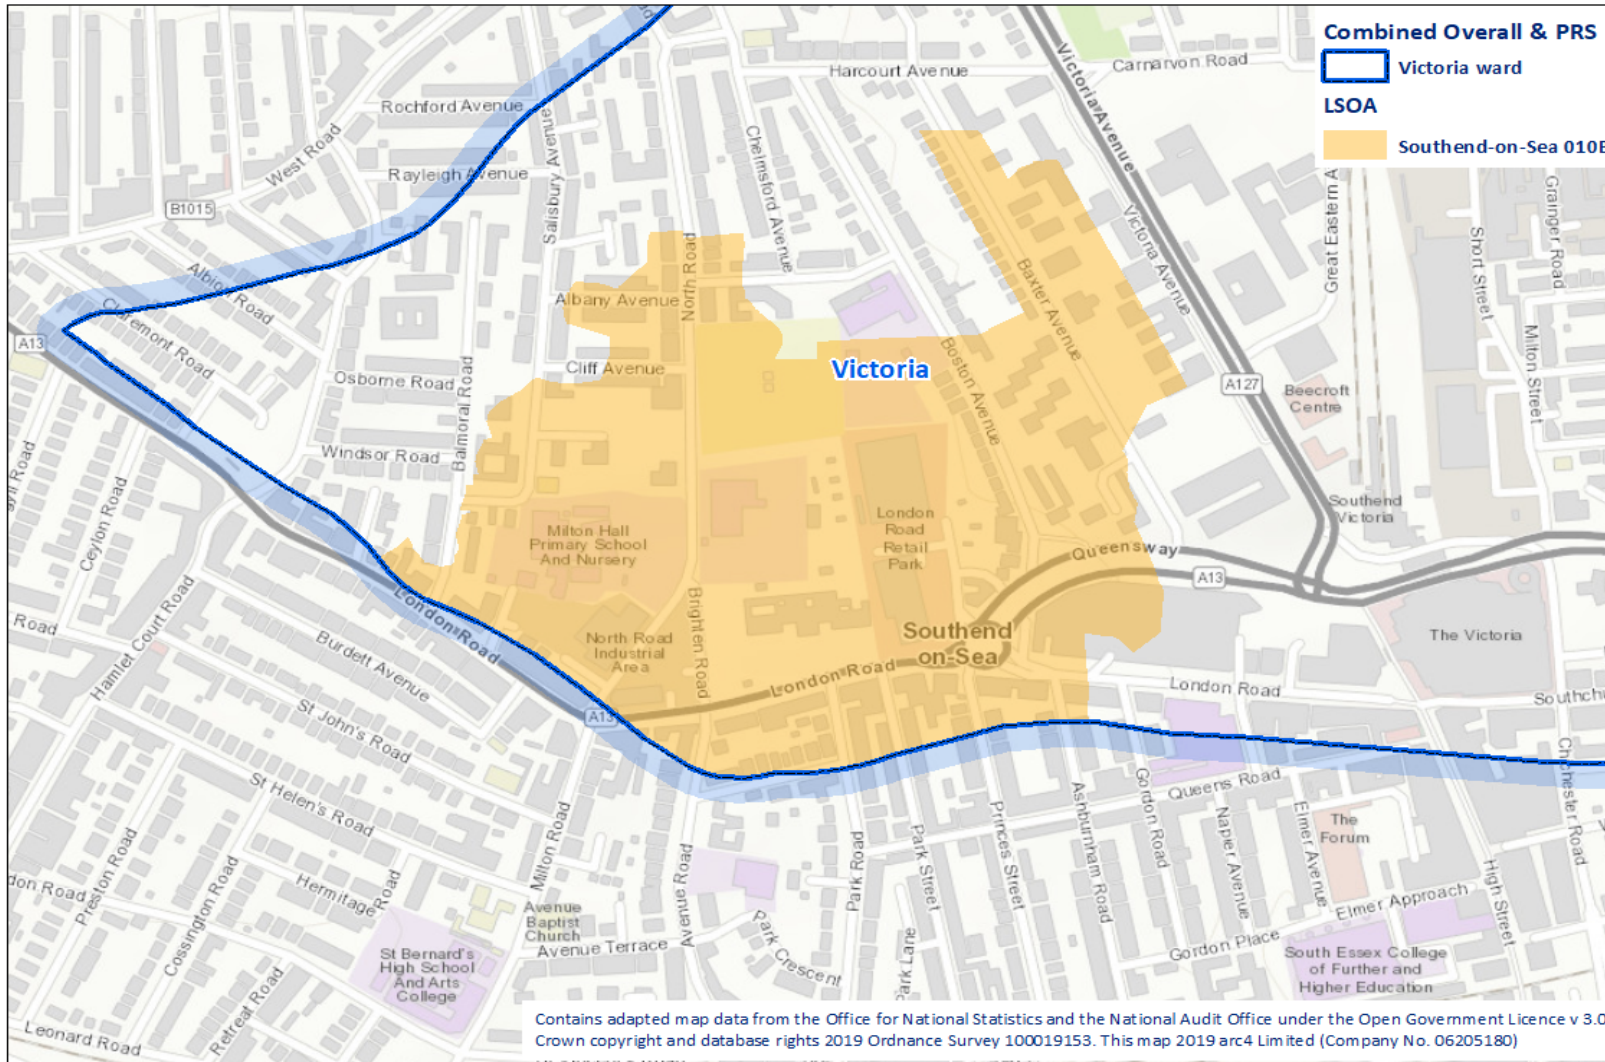 Combined Overall & PRS
Victoria ward
LSOA
Southend-on-Sea 010E
Harcourt Avenue
Carnarvon Road
Victoria Avenue
Rochford Avenue
West Road
Rayleigh Avenue
Salisbury Avenue
Chelmsford Avenue
B1015
Victoria Avenue
Great Eastern A
Short Street
Grainger Road
Albion Road
Claremont Road
Albany Avenue
North Road
Baxter Avenue
Milton Street
A13
Cliff Avenue
Victoria
Boston Avenue
Osborne Road
Balmoral Road
A127
Beecroft
Centre
Windsor Road
Ceylon Road
Milton Hall
Primary School
And Nursery
London
Road
Retail
Park
Southend
Victoria
Queensway
A13
London Road
Brighten Road
North Road
Industrial
Area
Southend
on-Sea
The Victoria
Road
Hamlet Court Road
Burdett Avenue
London Road
London Road
Southch
A13
St John's Road
St Helen's Road
Chichester Road
Queens Road
Gordon Road
Ashburnham Road
Princes Street
Park Street
Park Road
Napier Avenue
Elmer Avenue
The
Forum
High Street
Milton Road
Avenue Road
Preston Road
don Road
Cossington Road
Hermitage
Road
Avenue
Baptist
Church
Avenue Terrace
Park Crescent
Park Lane
Elmer Approach
Gordon Place
St Bernard's
High School
And Arts
College
South Essex College
of Further and
Higher Education
Retreat Road
Leonard Road
Contains adapted map data from the Office for National Statistics and the National Audit Office under the Open Government Licence v 3.0
Crown copyright and database rights 2019 Ordnance Survey 100019153. This map 2019 arc4 Limited (Company No. 06205180)